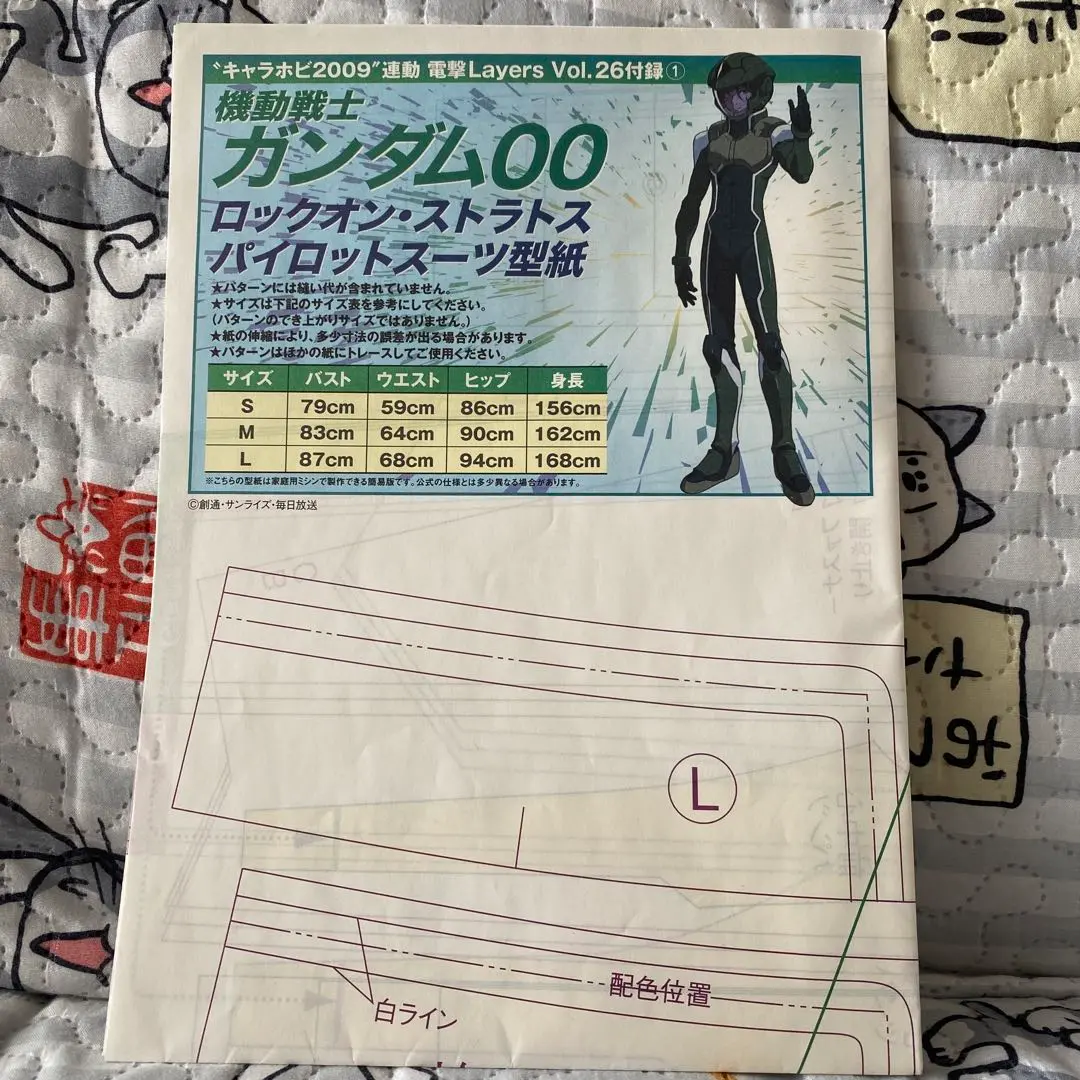 “キャラホビ2009”連動 電撃Layers Vol.26付録①
機動戦士
ガンダム00
ロックオン・ストラトス
パイロットスーツ型紙
★パターンには縫い代が含まれていません。
★サイズは下記のサイズ表を参考にしてください。
(パターンのでき上がりサイズではありません。)
★紙の伸縮により、多少寸法の誤差が出る場合があります。
★パターンはほかの紙にトレースしてご使用ください。
サイズ バスト ウエスト ヒップ 身長
S 79cm 59cm 86cm 156cm
M 83cm 64cm 90cm 162cm
L 87cm 68cm 94cm 168cm
※こちらの型紙は家庭用ミシンで製作できる簡易版です。公式の仕様とは多少異なる場合があります。
©創通・サンライズ・毎日放送
L
配色位置
白ライン